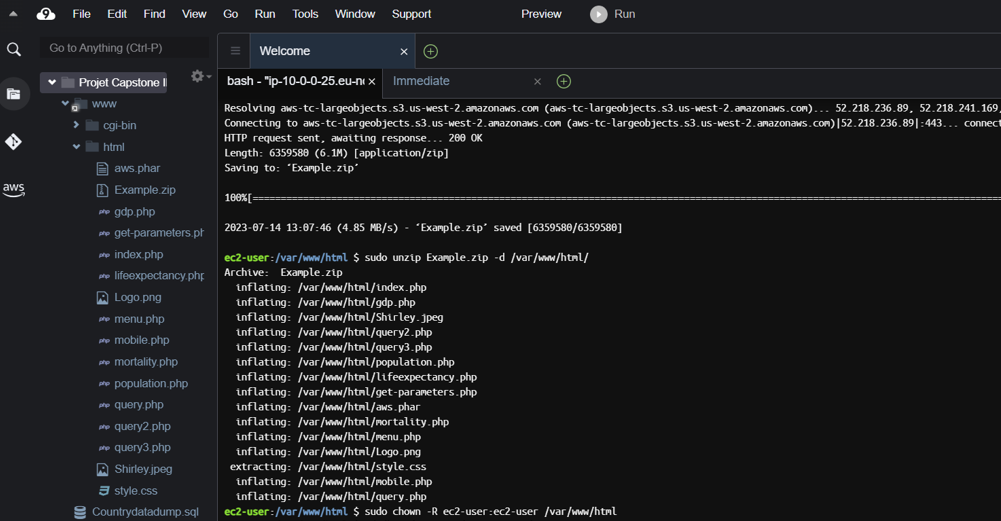 9 File Edit Find View Go Run Tools Window Support Preview Run
Go to Anything (Ctrl-P)
Welcome
bash - "ip-10-0-0-25.eu-n
Immediate
Projet Capstone
www
cgi-bin
html
aws.phar
Example.zip
gdp.php
get-parameters.ph
index.php
lifeexpectancy.php
Logo.png
menu.php
mobile.php
mortality.php
population.php
query.php
query2.php
query3.php
Shirley.jpeg
style.css
Countrydatadump.sql
aws
Resolving aws-tc-largeobjects.s3.us-west-2.amazonaws.com (aws-tc-largeobjects.s3.us-west-2.amazonaws.com)... 52.218.236.89, 52.218.241.169,
Connecting to aws-tc-largeobjects.s3.us-west-2.amazonaws.com (aws-tc-largeobjects.s3.us-west-2.amazonaws.com)|52.218.236.89|:443... connect
HTTP request sent, awaiting response... 200 OK
Length: 6359580 (6.1M) [application/zip]
Saving to: ‘Example.zip’
100%[=====================================================================================
2023-07-14 13:07:46 (4.85 MB/s) - ‘Example.zip’ saved [6359580/6359580]
ec2-user:/var/www/html $ sudo unzip Example.zip -d /var/www/html/
Archive:  Example.zip
inflating: /var/www/html/index.php
inflating: /var/www/html/gdp.php
inflating: /var/www/html/Shirley.jpeg
inflating: /var/www/html/query2.php
inflating: /var/www/html/query3.php
inflating: /var/www/html/population.php
inflating: /var/www/html/lifeexpectancy.php
inflating: /var/www/html/get-parameters.php
inflating: /var/www/html/aws.phar
inflating: /var/www/html/mortality.php
inflating: /var/www/html/menu.php
inflating: /var/www/html/Logo.png
extracting: /var/www/html/style.css
inflating: /var/www/html/mobile.php
inflating: /var/www/html/query.php
ec2-user:/var/www/html $ sudo chown -R ec2-user:ec2-user /var/www/html